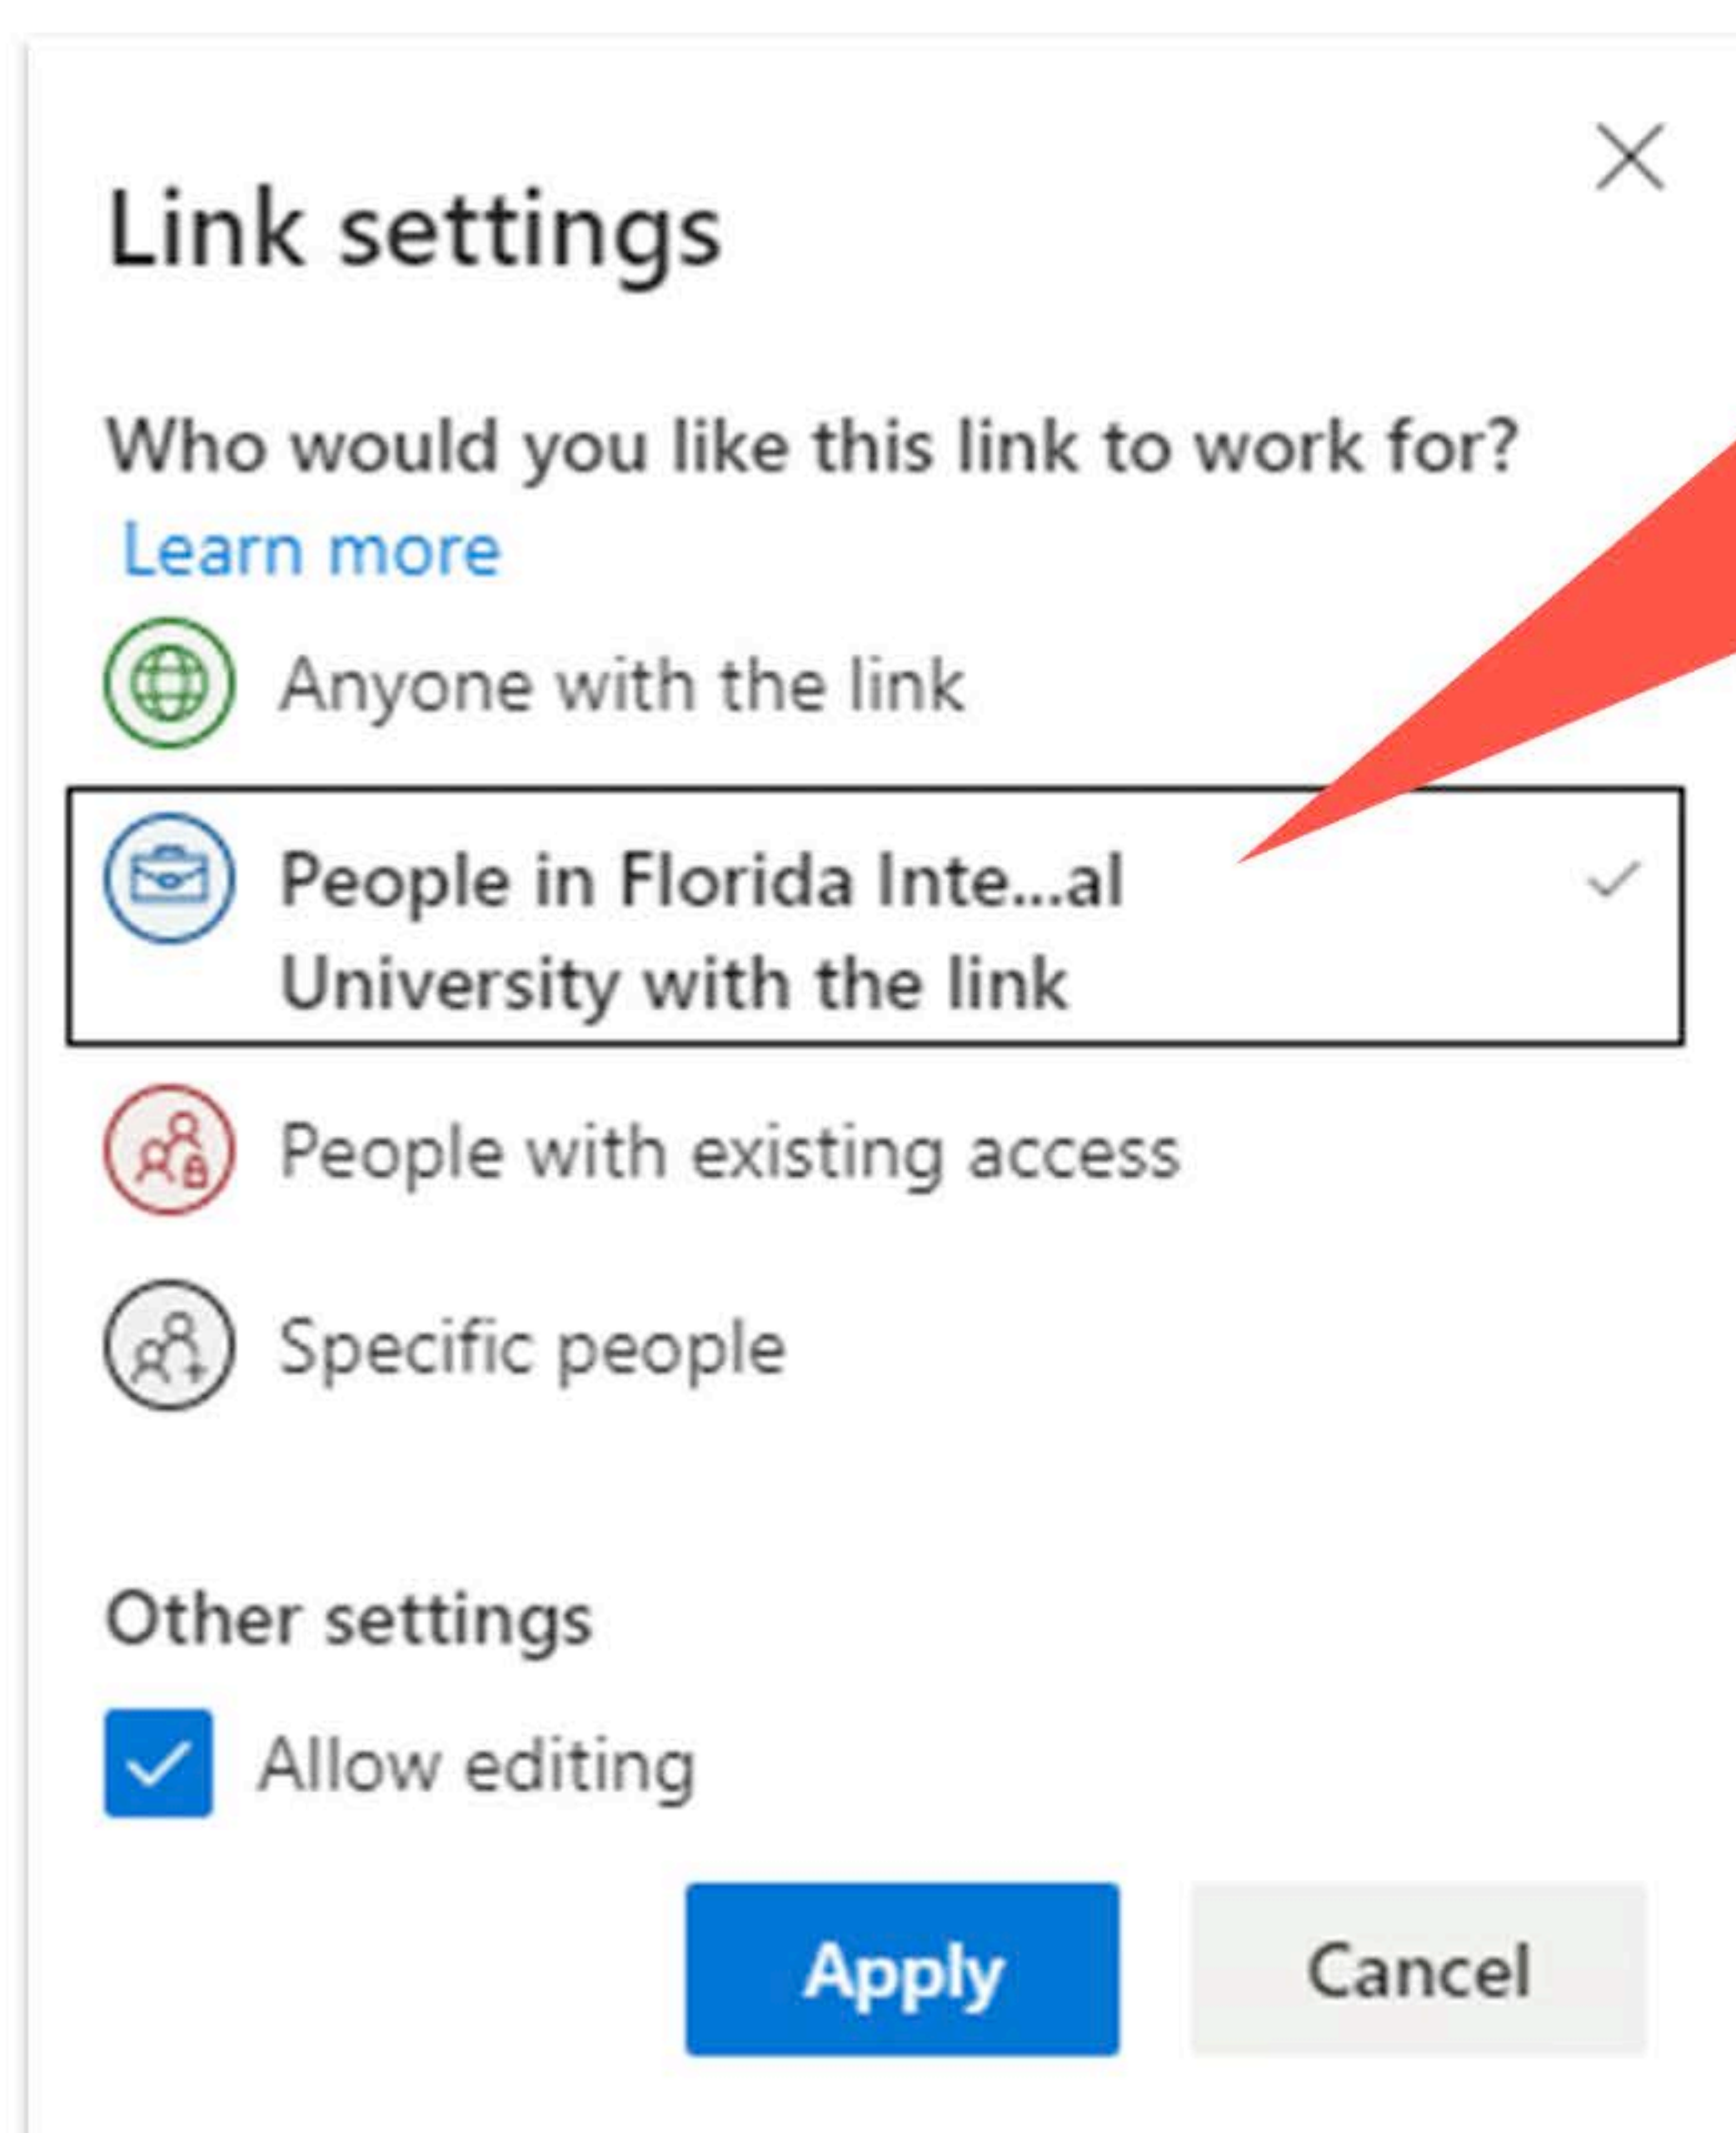 Link settings
Who would you like this link to work for?
Learn more
Anyone with the link
People in Florida Inte...al
University with the link
People with existing access
Specific people
Other settings
Allow editing
Apply Cancel